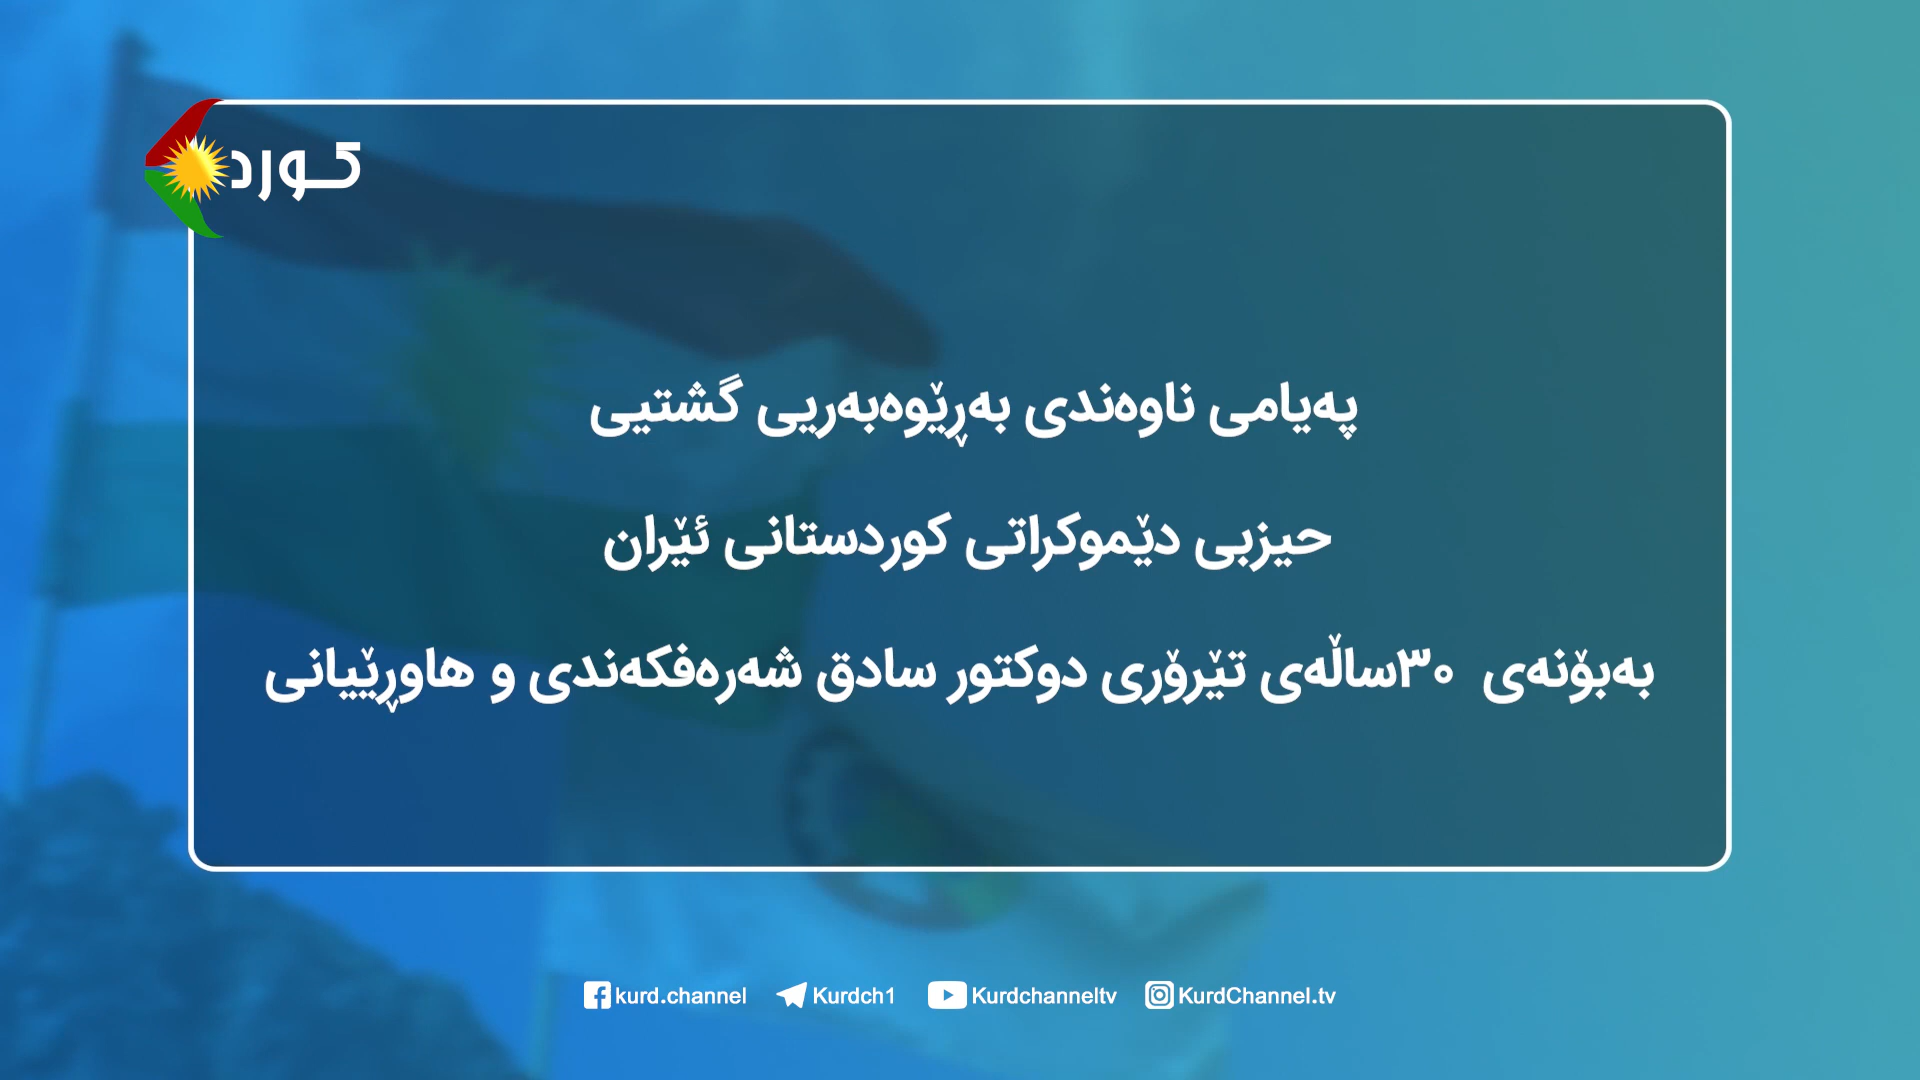 کورد
پەیامی ناوەندی بەڕێوەبەریی گشتیی
حیزبی دێموکراتی کوردستانی ئێران
بەبۆنەی ٣٠ساڵەی تێرۆری دوکتور سادق شەرەفکەندی و هاوڕێیانی
kurd.channel Kurdch1 Kurdchanneltv KurdChannel.tv